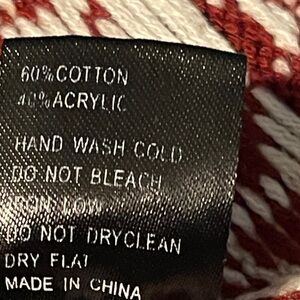 60% COTTON
40% ACRYLIC
HAND WASH COLD
DO NOT BLEACH
IRON LOW
DO NOT DRYCLEAN
DRY FLAT
MADE IN CHINA